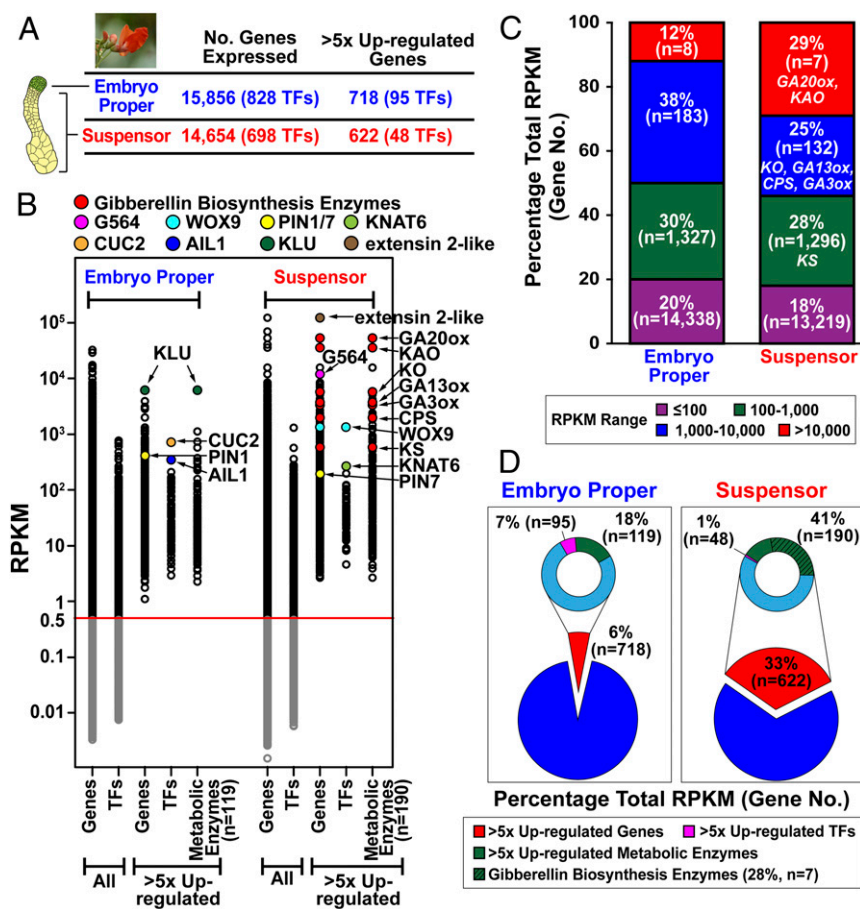 A
No. Genes Expressed
>5x Up-regulated Genes
Embryo Proper
15,856 (828 TFs)
718 (95 TFs)
Suspensor
14,654 (698 TFs)
622 (48 TFs)
B
Gibberellin Biosynthesis Enzymes
G564
WOX9
PIN1/7
KNAT6
CUC2
AIL1
KLU
extensin 2-like
Embryo Proper
Suspensor
RPKM
10⁵
10⁴
10³
10²
10
1
0.5
0.1
0.01
KLU
CUC2
PIN1
AIL1
extensin 2-like
G564
GA20ox
KAO
KO
GA13ox
GA3ox
CPS
WOX9
KS
KNAT6
PIN7
Genes
TFs
Genes
TFs
Metabolic
Enzymes
(n=119)
Genes
TFs
Genes
TFs
Metabolic
Enzymes
(n=190)
All
>5x Up-
regulated
All
>5x Up-
regulated
C
Percentage Total RPKM
(Gene No.)
100
80
60
40
20
0
12%
(n=8)
38%
(n=183)
30%
(n=1,327)
20%
(n=14,338)
29%
(n=7)
GA20ox,
KAO
25%
(n=132)
KO, GA13ox,
CPS, GA3ox
28%
(n=1,296)
KS
18%
(n=13,219)
Embryo
Proper
Suspensor
RPKM Range
≤100
100-1,000
1,000-10,000
>10,000
D
Embryo Proper
7% (n=95)
18%
(n=119)
6%
(n=718)
Suspensor
1%
(n=48)
41%
(n=190)
33%
(n=622)
Percentage Total RPKM (Gene No.)
>5x Up-regulated Genes
>5x Up-regulated TFs
>5x Up-regulated Metabolic Enzymes
Gibberellin Biosynthesis Enzymes (28%, n=7)